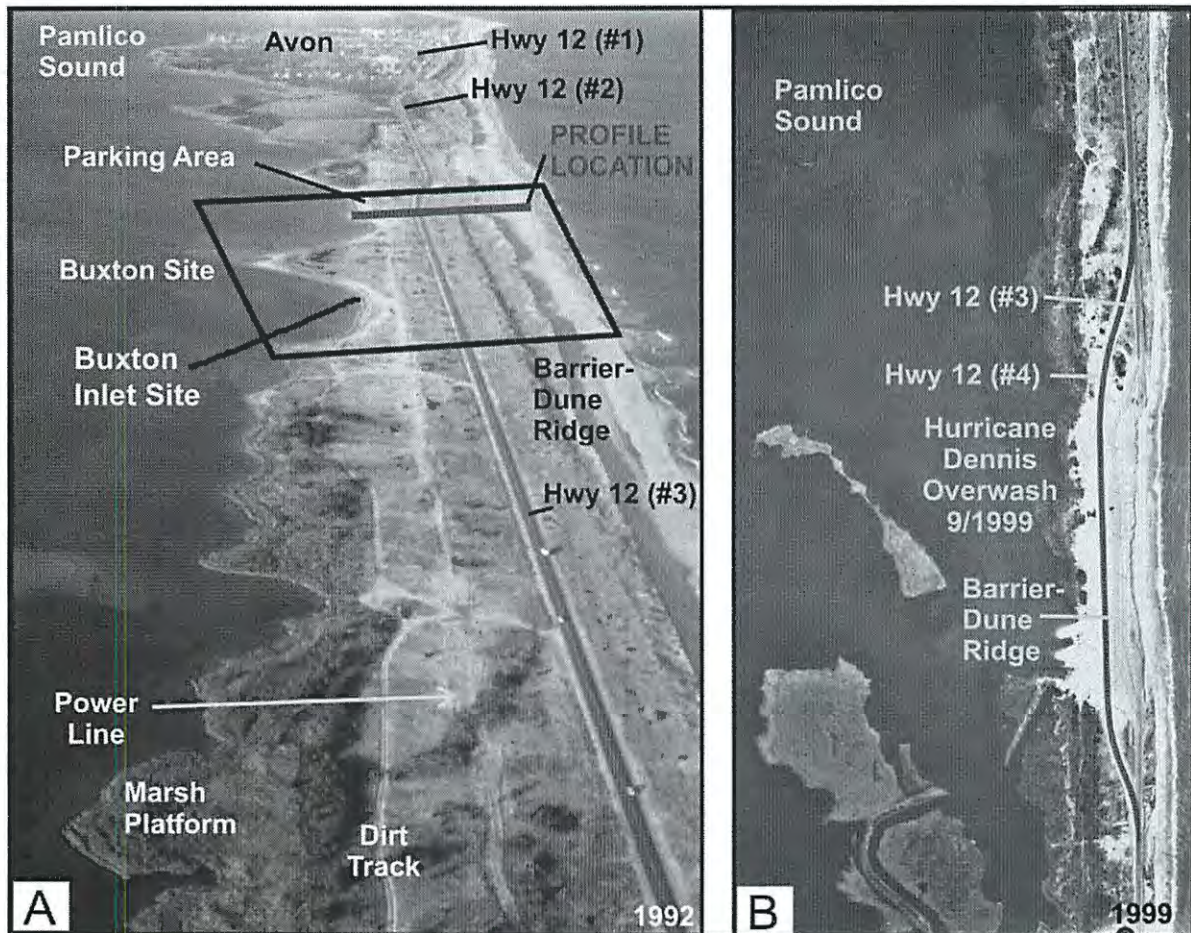 Pamlico
Sound
Avon
Hwy 12 (#1)
Hwy 12 (#2)
Parking Area
PROFILE
LOCATION
Buxton Site
Buxton
Inlet Site
Barrier-
Dune
Ridge
Hwy 12 (#3)
Power
Line
Marsh
Platform
Dirt
Track
A
1992
B
Pamlico
Sound
Hwy 12 (#3)
Hwy 12 (#4)
Hurricane
Dennis
Overwash
9/1999
Barrier-
Dune
Ridge
1999